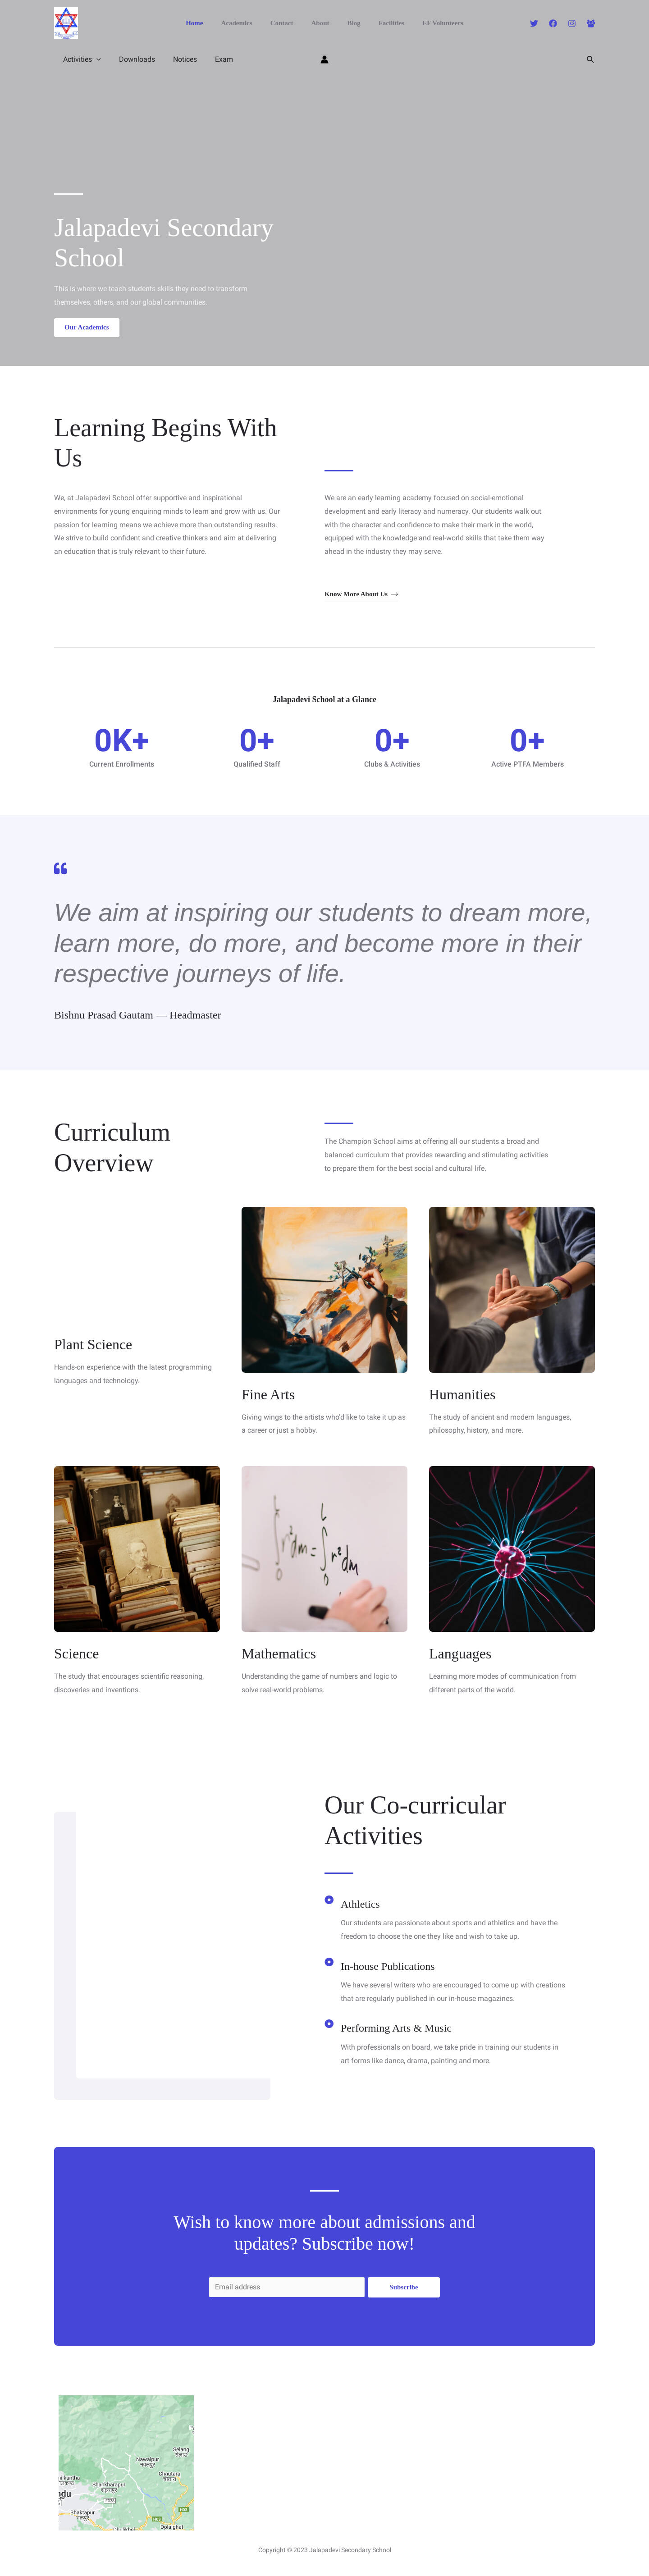 Home Academics Contact About Blog Facilities EF Volunteers
Activities Downloads Notices Exam
Jalapadevi Secondary
School
This is where we teach students skills they need to transform
themselves, others, and our global communities.
Our Academics
Learning Begins With
Us
We, at Jalapadevi School offer supportive and inspirational
environments for young enquiring minds to learn and grow with us. Our
passion for learning means we achieve more than outstanding results.
We strive to build confident and creative thinkers and aim at delivering
an education that is truly relevant to their future.
We are an early learning academy focused on social-emotional
development and early literacy and numeracy. Our students walk out
with the character and confidence to make their mark in the world,
equipped with the knowledge and real-world skills that take them way
ahead in the industry they may serve.
Know More About Us
Jalapadevi School at a Glance
0K+
Current Enrollments
0+
Qualified Staff
0+
Clubs & Activities
0+
Active PTFA Members
We aim at inspiring our students to dream more,
learn more, do more, and become more in their
respective journeys of life.
Bishnu Prasad Gautam — Headmaster
Curriculum
Overview
The Champion School aims at offering all our students a broad and
balanced curriculum that provides rewarding and stimulating activities
to prepare them for the best social and cultural life.
Plant Science
Hands-on experience with the latest programming
languages and technology.
Fine Arts
Giving wings to the artists who'd like to take it up as
a career or just a hobby.
Humanities
The study of ancient and modern languages,
philosophy, history, and more.
Science
The study that encourages scientific reasoning,
discoveries and inventions.
Mathematics
Understanding the game of numbers and logic to
solve real-world problems.
Languages
Learning more modes of communication from
different parts of the world.
Our Co-curricular
Activities
Athletics
Our students are passionate about sports and athletics and have the
freedom to choose the one they like and wish to take up.
In-house Publications
We have several writers who are encouraged to come up with creations
that are regularly published in our in-house magazines.
Performing Arts & Music
With professionals on board, we take pride in training our students in
art forms like dance, drama, painting and more.
Wish to know more about admissions and
updates? Subscribe now!
Email address
Subscribe
Selang
Nawalpur
Chautara
Shankharapur
Bhaktapur
Dolalghat
Copyright © 2023 Jalapadevi Secondary School